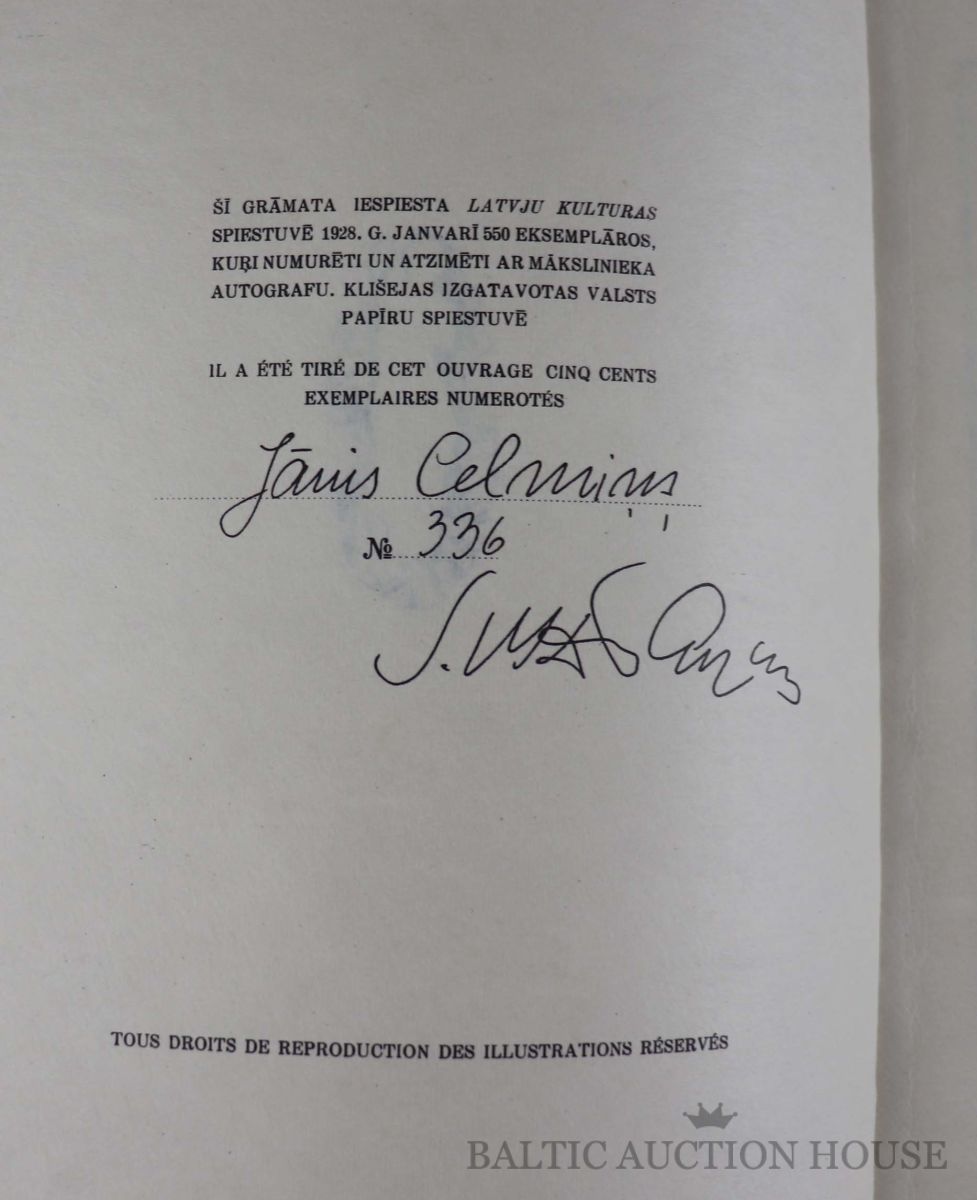 ŠĪ GRĀMATA IESPIESTA LATVJU KULTURAS
SPIESTUVĒ 1928. G. JANVARĪ 550 EKSEMPLĀROS,
KUŖI NUMURĒTI UN ATZIMĒTI AR MĀKSLINIEKA
AUTOGRAFU. KLIŠEJAS IZGATAVOTAS VALSTS
PAPĪRU SPIESTUVĒ
IL A ÉTÉ TIRÉ DE CET OUVRAGE CINQ CENTS
EXEMPLAIRES NUMEROTÉS
Jānis Celmiņš
№ 336
S.
TOUS DROITS DE REPRODUCTION DES ILLUSTRATIONS RÉSERVÉS
BALTIC AUCTION HOUSE